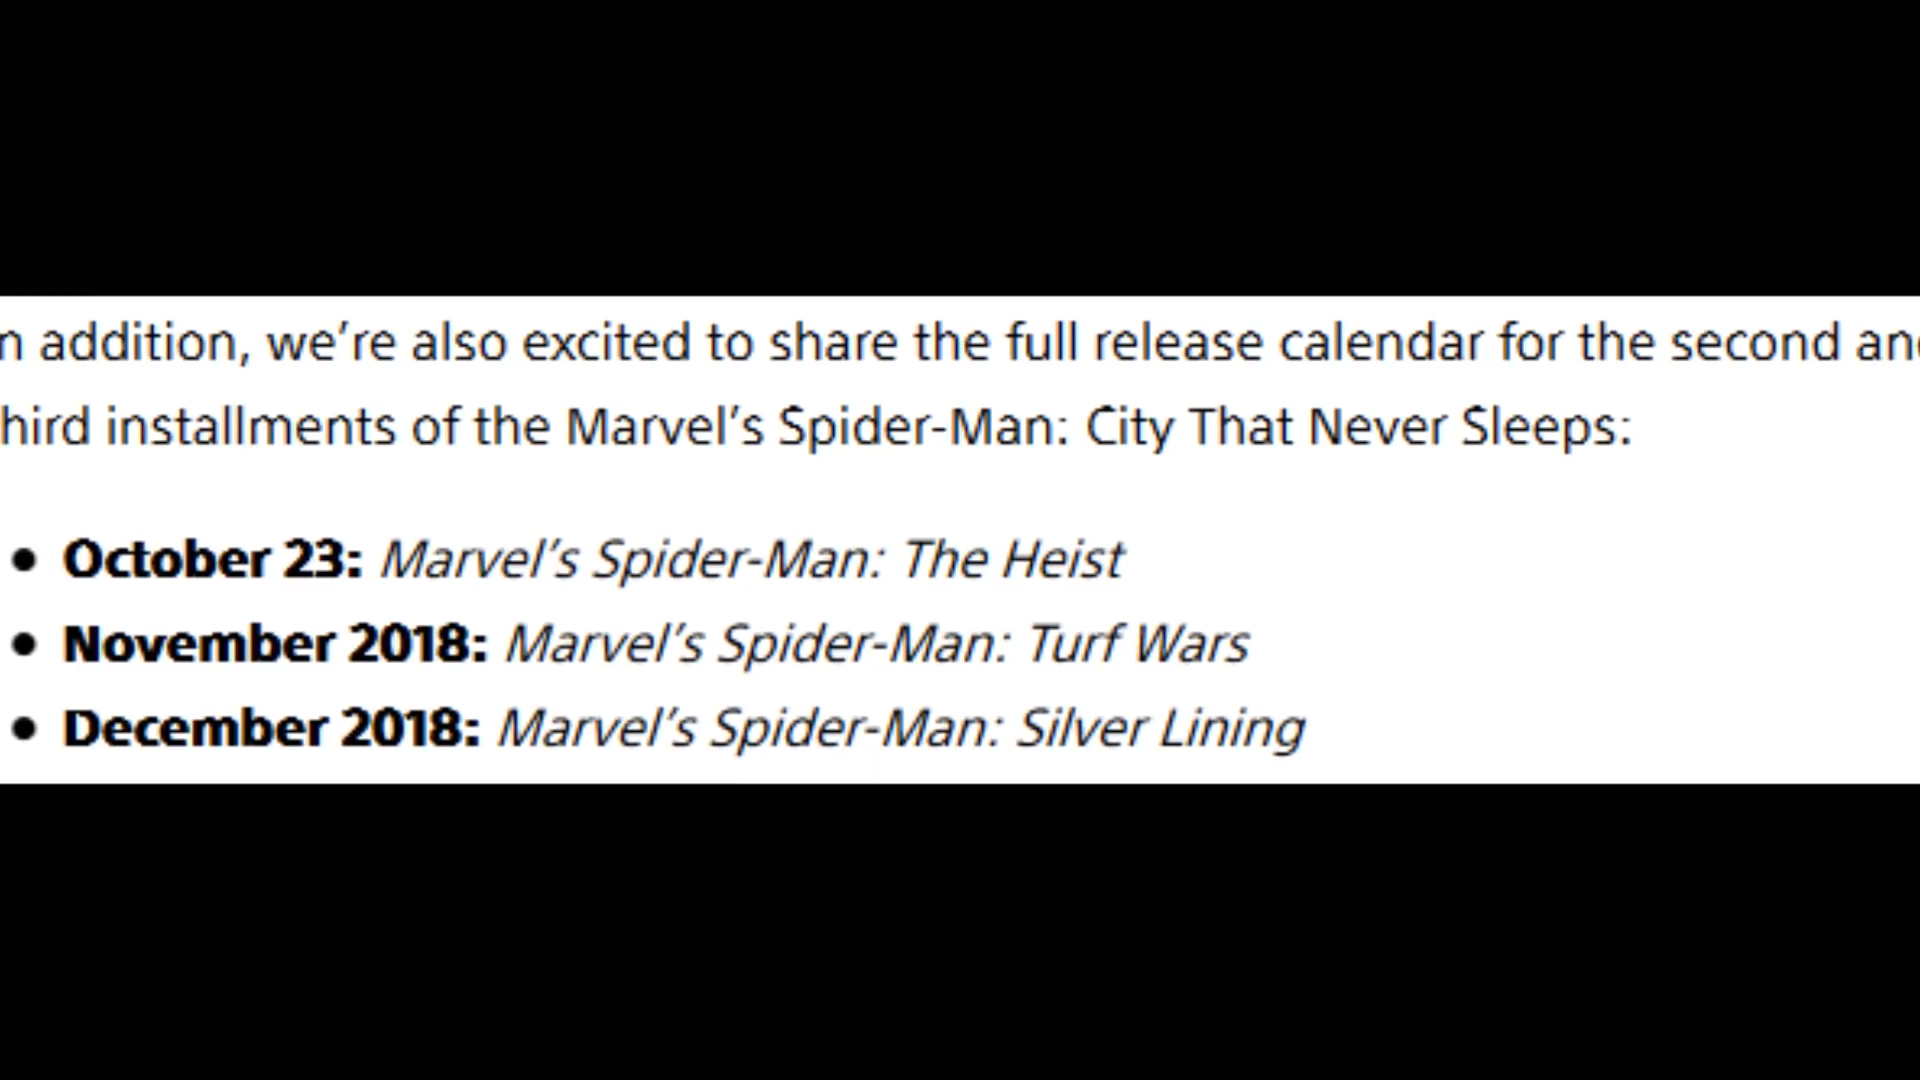 n addition, we’re also excited to share the full release calendar for the second an
hird installments of the Marvel’s Spider-Man: City That Never Sleeps:
• October 23: Marvel’s Spider-Man: The Heist
• November 2018: Marvel’s Spider-Man: Turf Wars
• December 2018: Marvel’s Spider-Man: Silver Lining